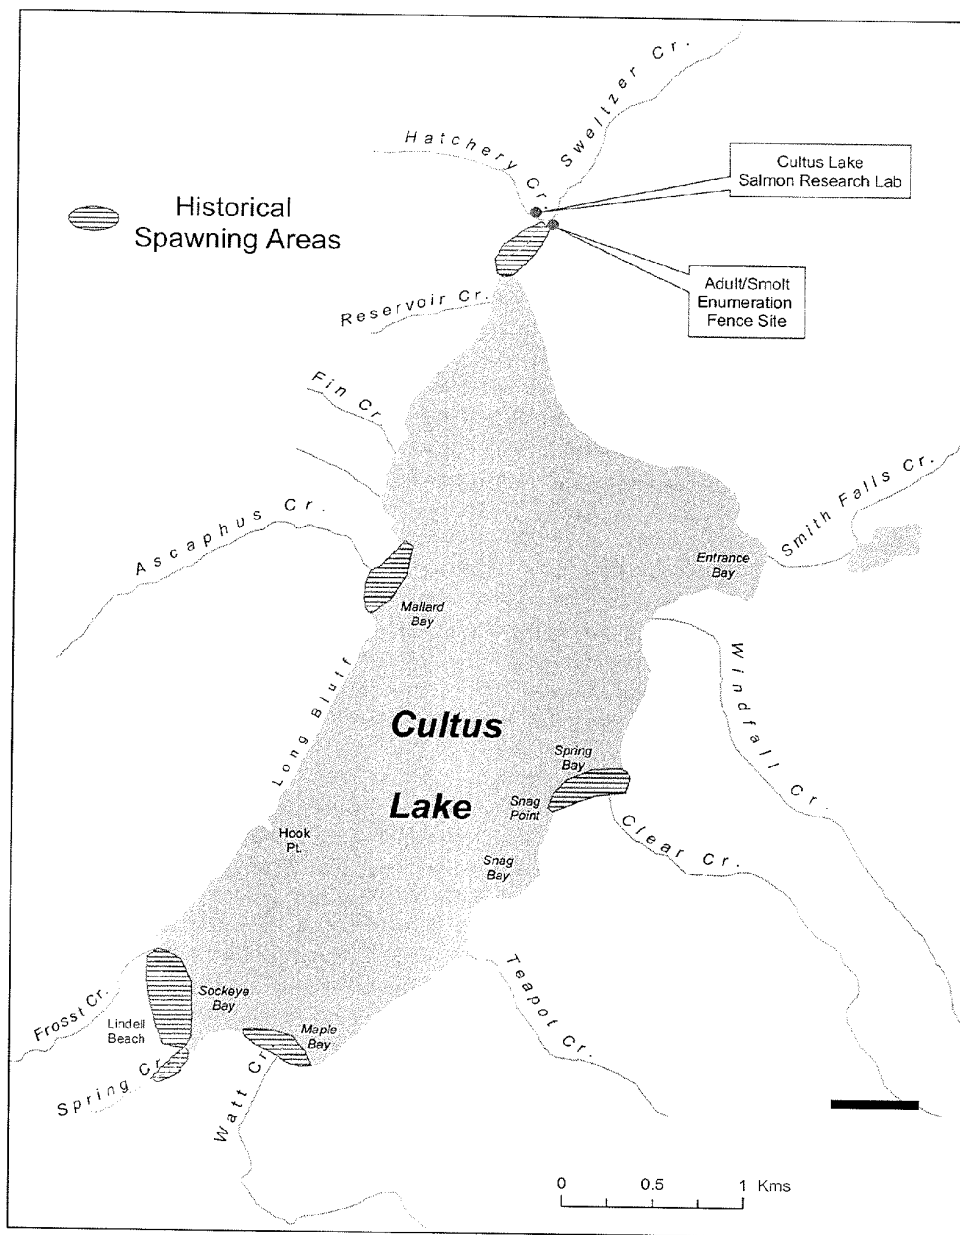 Sweltzer Cr.
Hatchery Cr.
Cultus Lake
Salmon Research Lab
Historical
Spawning Areas
Adult/Smolt
Enumeration
Fence Site
Reservoir Cr.
Fin Cr
Smith Falls Cr.
Ascaphus Cr.
Entrance
Bay
Mallard
Bay
Windfall Cr.
Long Bluff
Cultus
Lake
Spring
Bay
Snag
Point
Hook
Pt.
Clear Cr.
Snag
Bay
Teapot Cr.
Frosst Cr.
Sockeye
Bay
Lindell
Beach
Maple
Bay
Spring Cr.
Watt Cr.
0 0.5 1 Kms